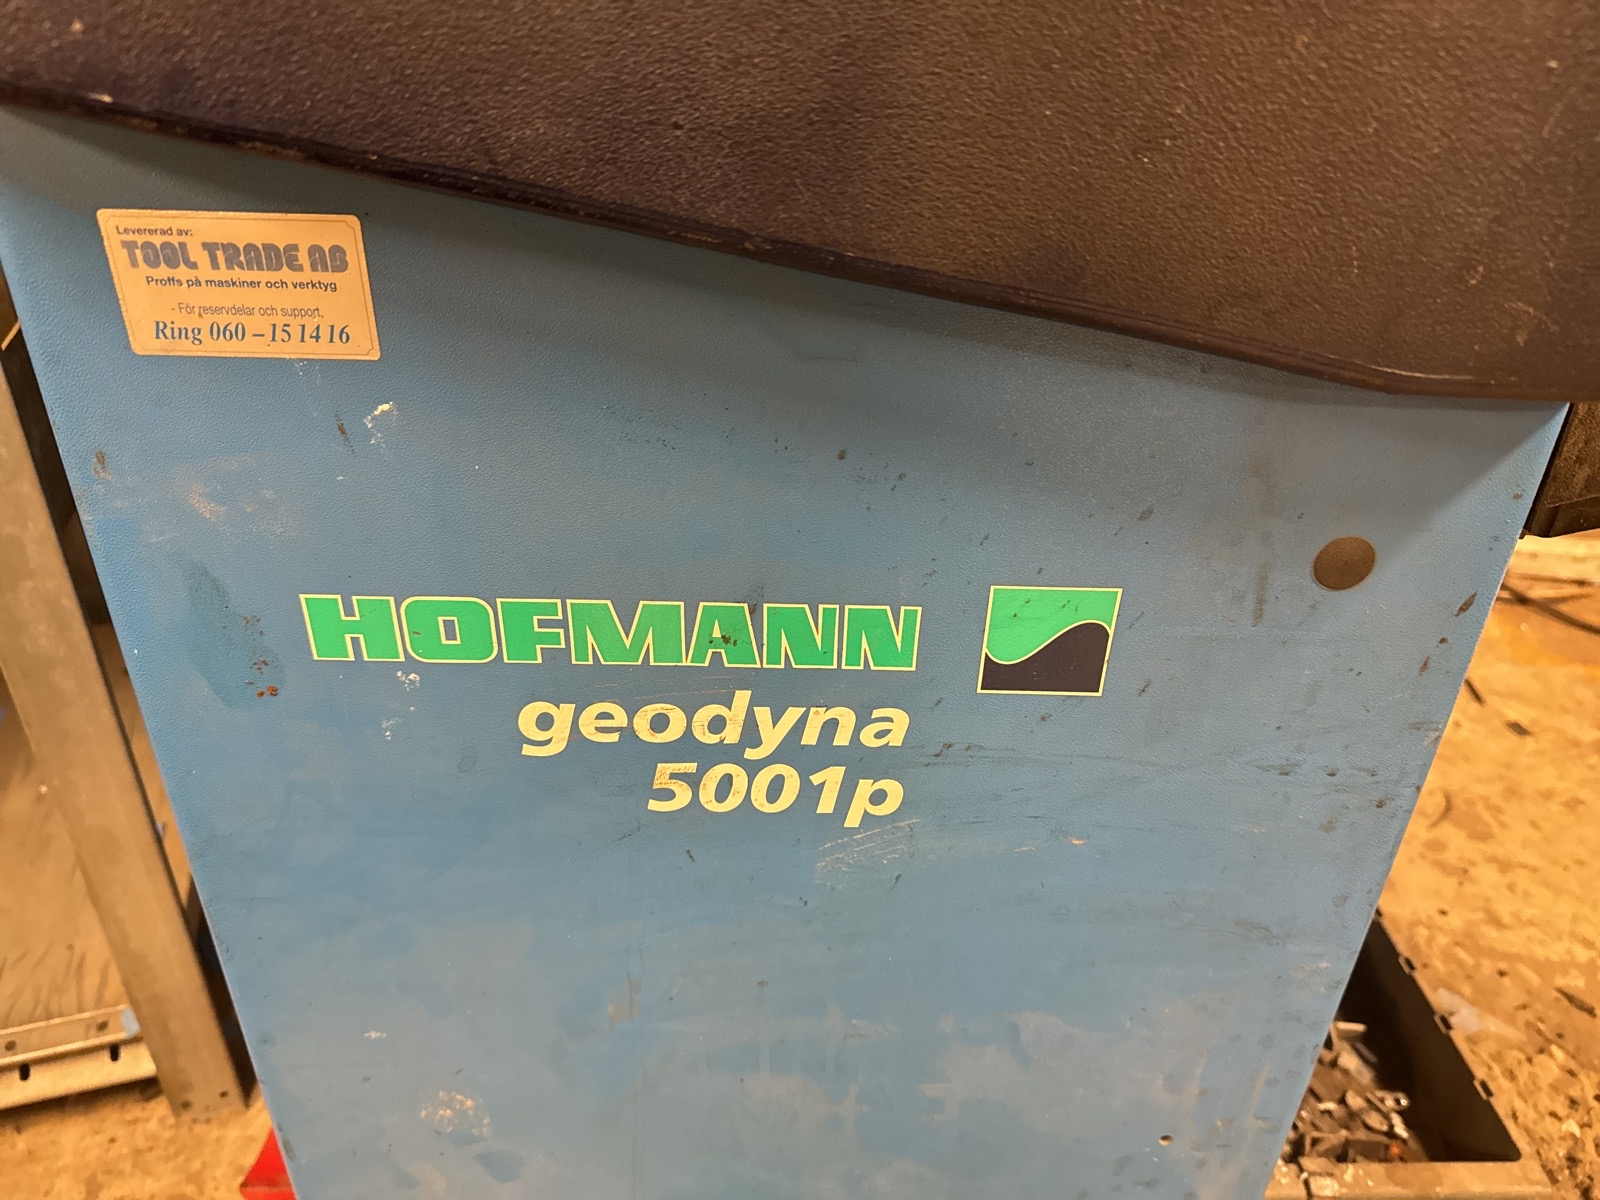 Levererad av:
TOOL TRADE AB
Proffs på maskiner och verktyg
- För reservdelar och support,
Ring 060 – 15 14 16
HOFMANN
geodyna
5001p